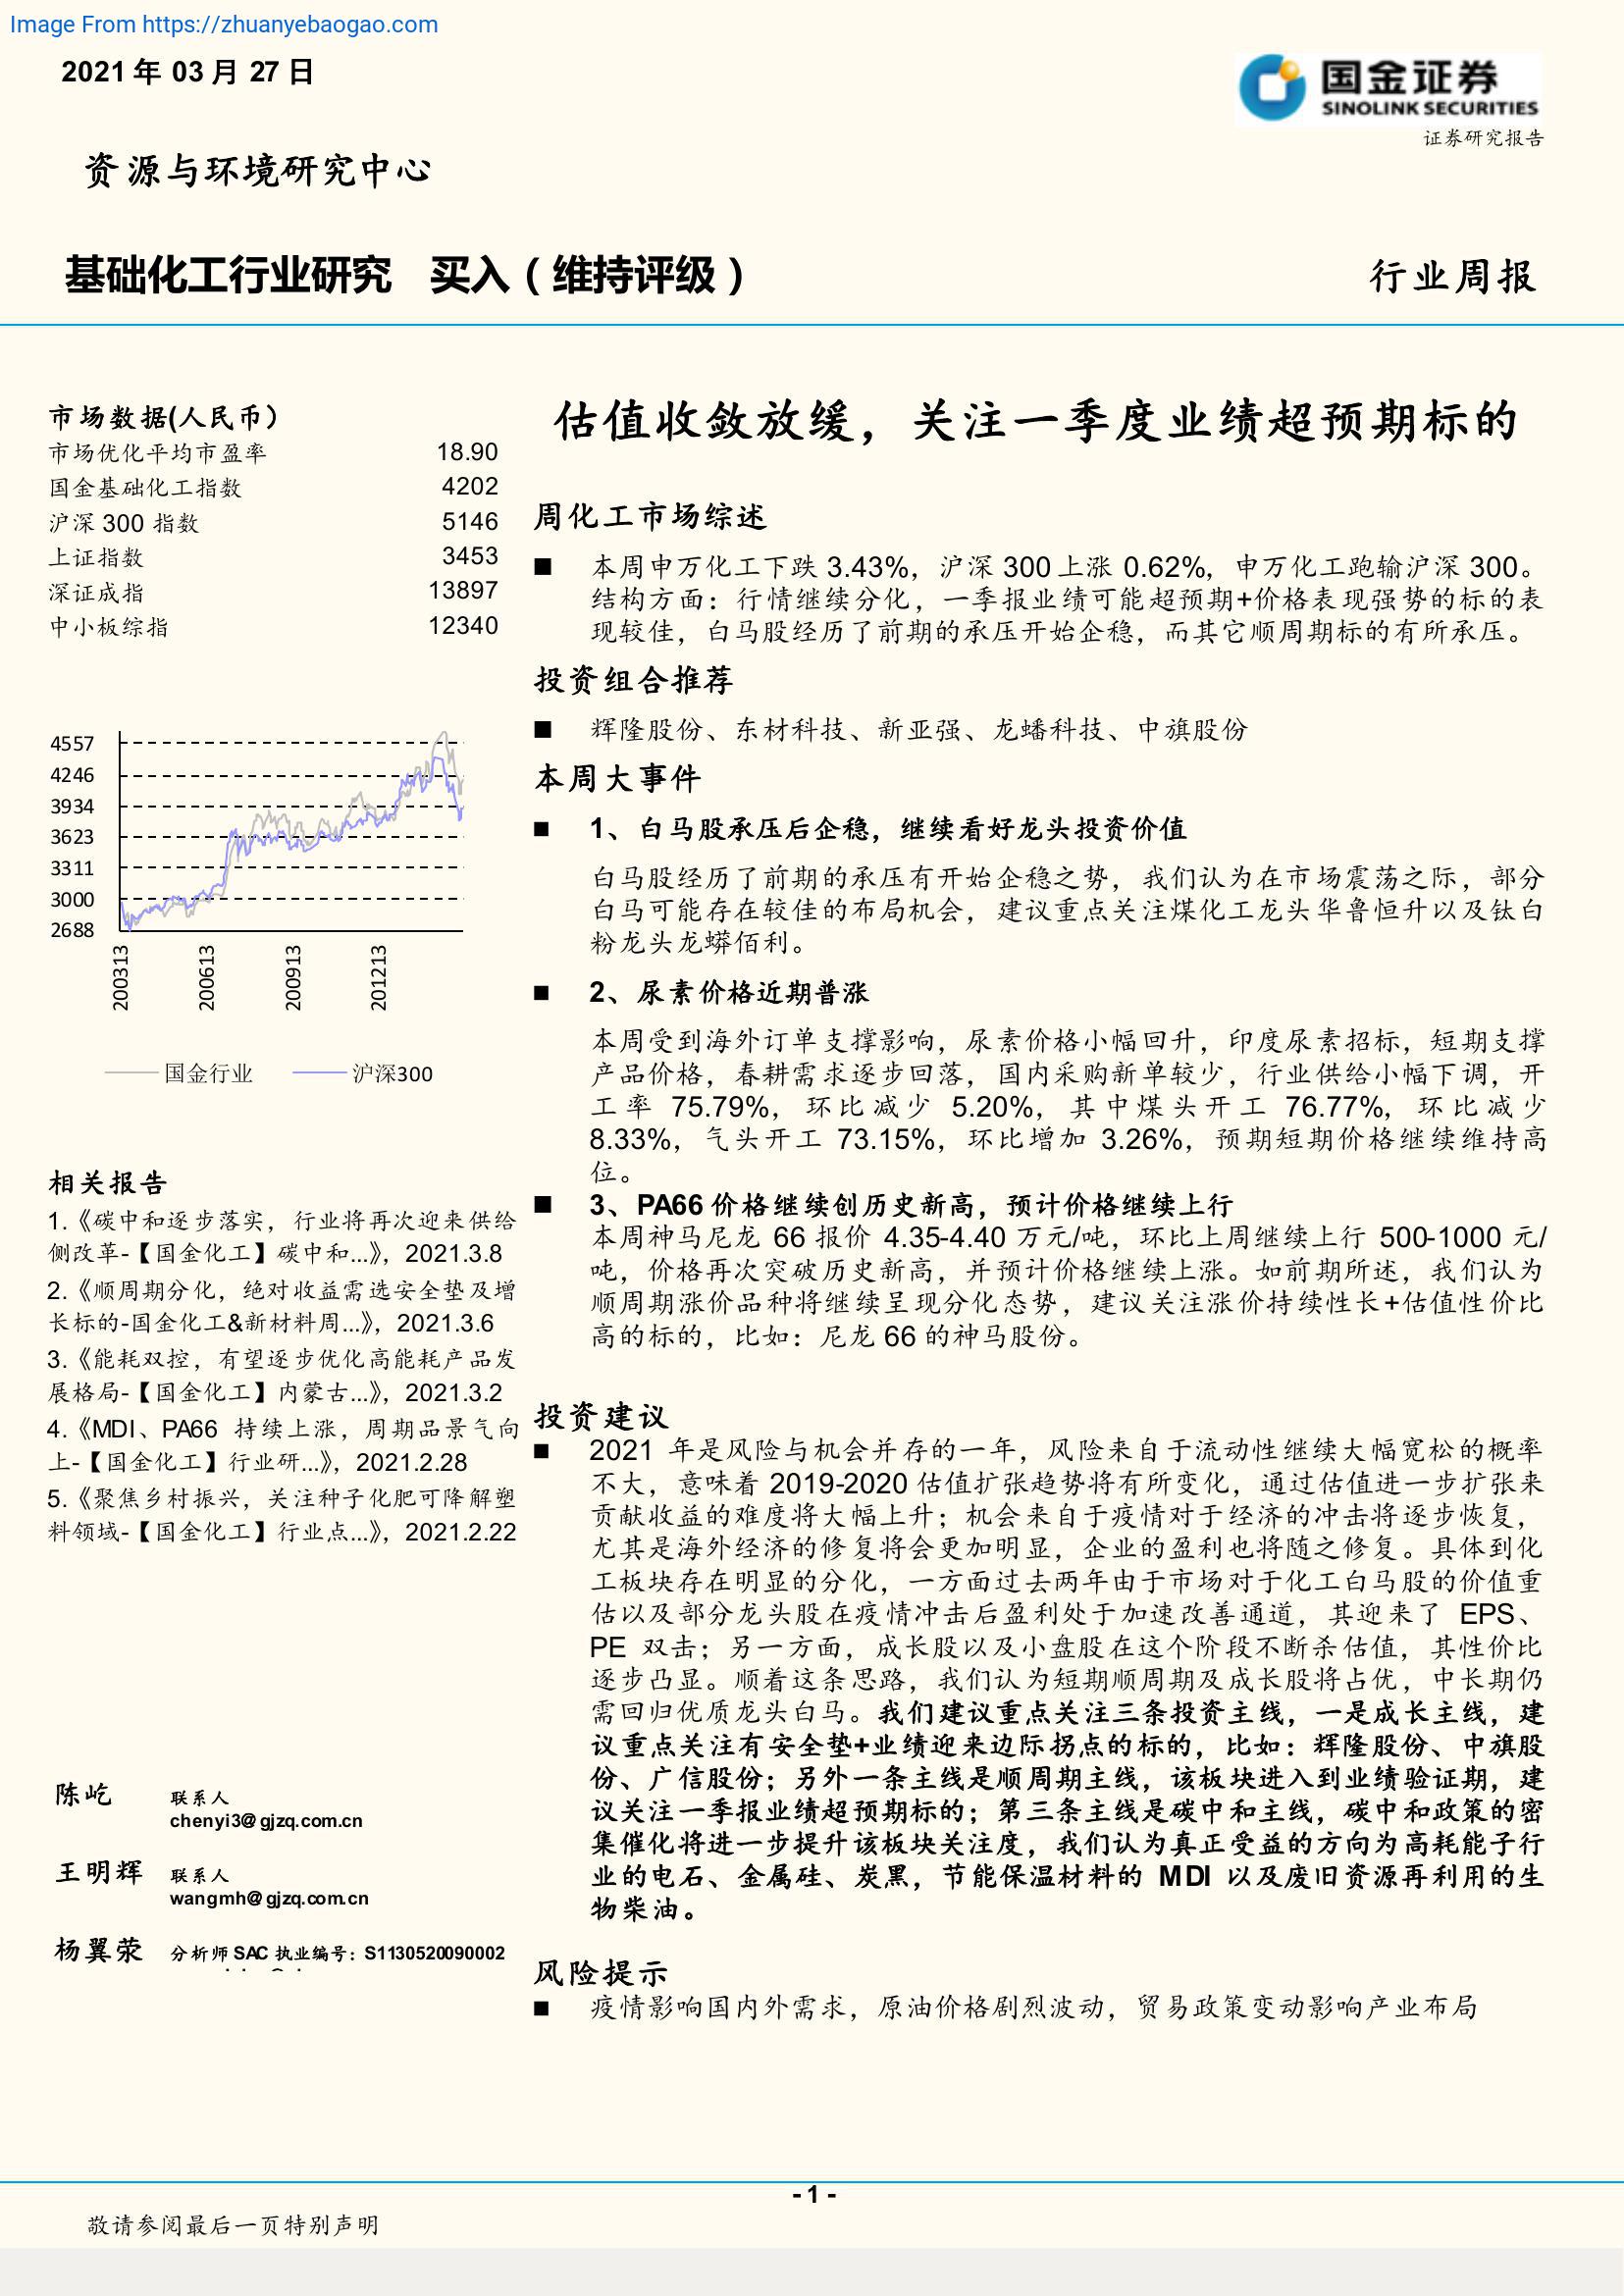 Image From https://zhuanyebaogao.com
2021 年 03 月 27 日
国金证券
SINOLINK SECURITIES
证券研究报告
资源与环境研究中心
基础化工行业研究 买入（维持评级）
行业周报
市场数据(人民币）
市场优化平均市盈率 18.90
国金基础化工指数 4202
沪深 300 指数 5146
上证指数 3453
深证成指 13897
中小板综指 12340
4557
4246
3934
3623
3311
3000
2688
200313
200613
200913
201213
国金行业 沪深300
相关报告
1.《碳中和逐步落实，行业将再次迎来供给
侧改革-【国金化工】碳中和...》，2021.3.8
2.《顺周期分化，绝对收益需选安全垫及增
长标的-国金化工&新材料周...》，2021.3.6
3.《能耗双控，有望逐步优化高能耗产品发
展格局-【国金化工】内蒙古...》，2021.3.2
4.《MDI、PA66 持续上涨，周期品景气向
上-【国金化工】行业研...》，2021.2.28
5.《聚焦乡村振兴，关注种子化肥可降解塑
料领域-【国金化工】行业点...》，2021.2.22
陈屹 联系人
chenyi3@gjzq.com.cn
王明辉 联系人
wangmh@gjzq.com.cn
杨翼荥 分析师 SAC 执业编号：S1130520090002
估值收敛放缓，关注一季度业绩超预期标的
周化工市场综述
■ 本周申万化工下跌 3.43%，沪深 300 上涨 0.62%，申万化工跑输沪深 300。
结构方面：行情继续分化，一季报业绩可能超预期+价格表现强势的标的表
现较佳，白马股经历了前期的承压开始企稳，而其它顺周期标的有所承压。
投资组合推荐
■ 辉隆股份、东材科技、新亚强、龙蟠科技、中旗股份
本周大事件
■ 1、白马股承压后企稳，继续看好龙头投资价值
白马股经历了前期的承压有开始企稳之势，我们认为在市场震荡之际，部分
白马可能存在较佳的布局机会，建议重点关注煤化工龙头华鲁恒升以及钛白
粉龙头龙蟒佰利。
■ 2、尿素价格近期普涨
本周受到海外订单支撑影响，尿素价格小幅回升，印度尿素招标，短期支撑
产品价格，春耕需求逐步回落，国内采购新单较少，行业供给小幅下调，开
工率 75.79%，环比减少 5.20%，其中煤头开工 76.77%，环比减少
8.33%，气头开工 73.15%，环比增加 3.26%，预期短期价格继续维持高
位。
■ 3、PA66 价格继续创历史新高，预计价格继续上行
本周神马尼龙 66 报价 4.35-4.40 万元/吨，环比上周继续上行 500-1000 元/
吨，价格再次突破历史新高，并预计价格继续上涨。如前期所述，我们认为
顺周期涨价品种将继续呈现分化态势，建议关注涨价持续性长+估值性价比
高的标的，比如：尼龙 66 的神马股份。
投资建议
■ 2021 年是风险与机会并存的一年，风险来自于流动性继续大幅宽松的概率
不大，意味着 2019-2020 估值扩张趋势将有所变化，通过估值进一步扩张来
贡献收益的难度将大幅上升；机会来自于疫情对于经济的冲击将逐步恢复，
尤其是海外经济的修复将会更加明显，企业的盈利也将随之修复。具体到化
工板块存在明显的分化，一方面过去两年由于市场对于化工白马股的价值重
估以及部分龙头股在疫情冲击后盈利处于加速改善通道，其迎来了 EPS、
PE 双击；另一方面，成长股以及小盘股在这个阶段不断杀估值，其性价比
逐步凸显。顺着这条思路，我们认为短期顺周期及成长股将占优，中长期仍
需回归优质龙头白马。我们建议重点关注三条投资主线，一是成长主线，建
议重点关注有安全垫+业绩迎来边际拐点的标的，比如：辉隆股份、中旗股
份、广信股份；另外一条主线是顺周期主线，该板块进入到业绩验证期，建
议关注一季报业绩超预期标的；第三条主线是碳中和主线，碳中和政策的密
集催化将进一步提升该板块关注度，我们认为真正受益的方向为高耗能子行
业的电石、金属硅、炭黑，节能保温材料的 MDI 以及废旧资源再利用的生
物柴油。
风险提示
■ 疫情影响国内外需求，原油价格剧烈波动，贸易政策变动影响产业布局
- 1 -
敬请参阅最后一页特别声明